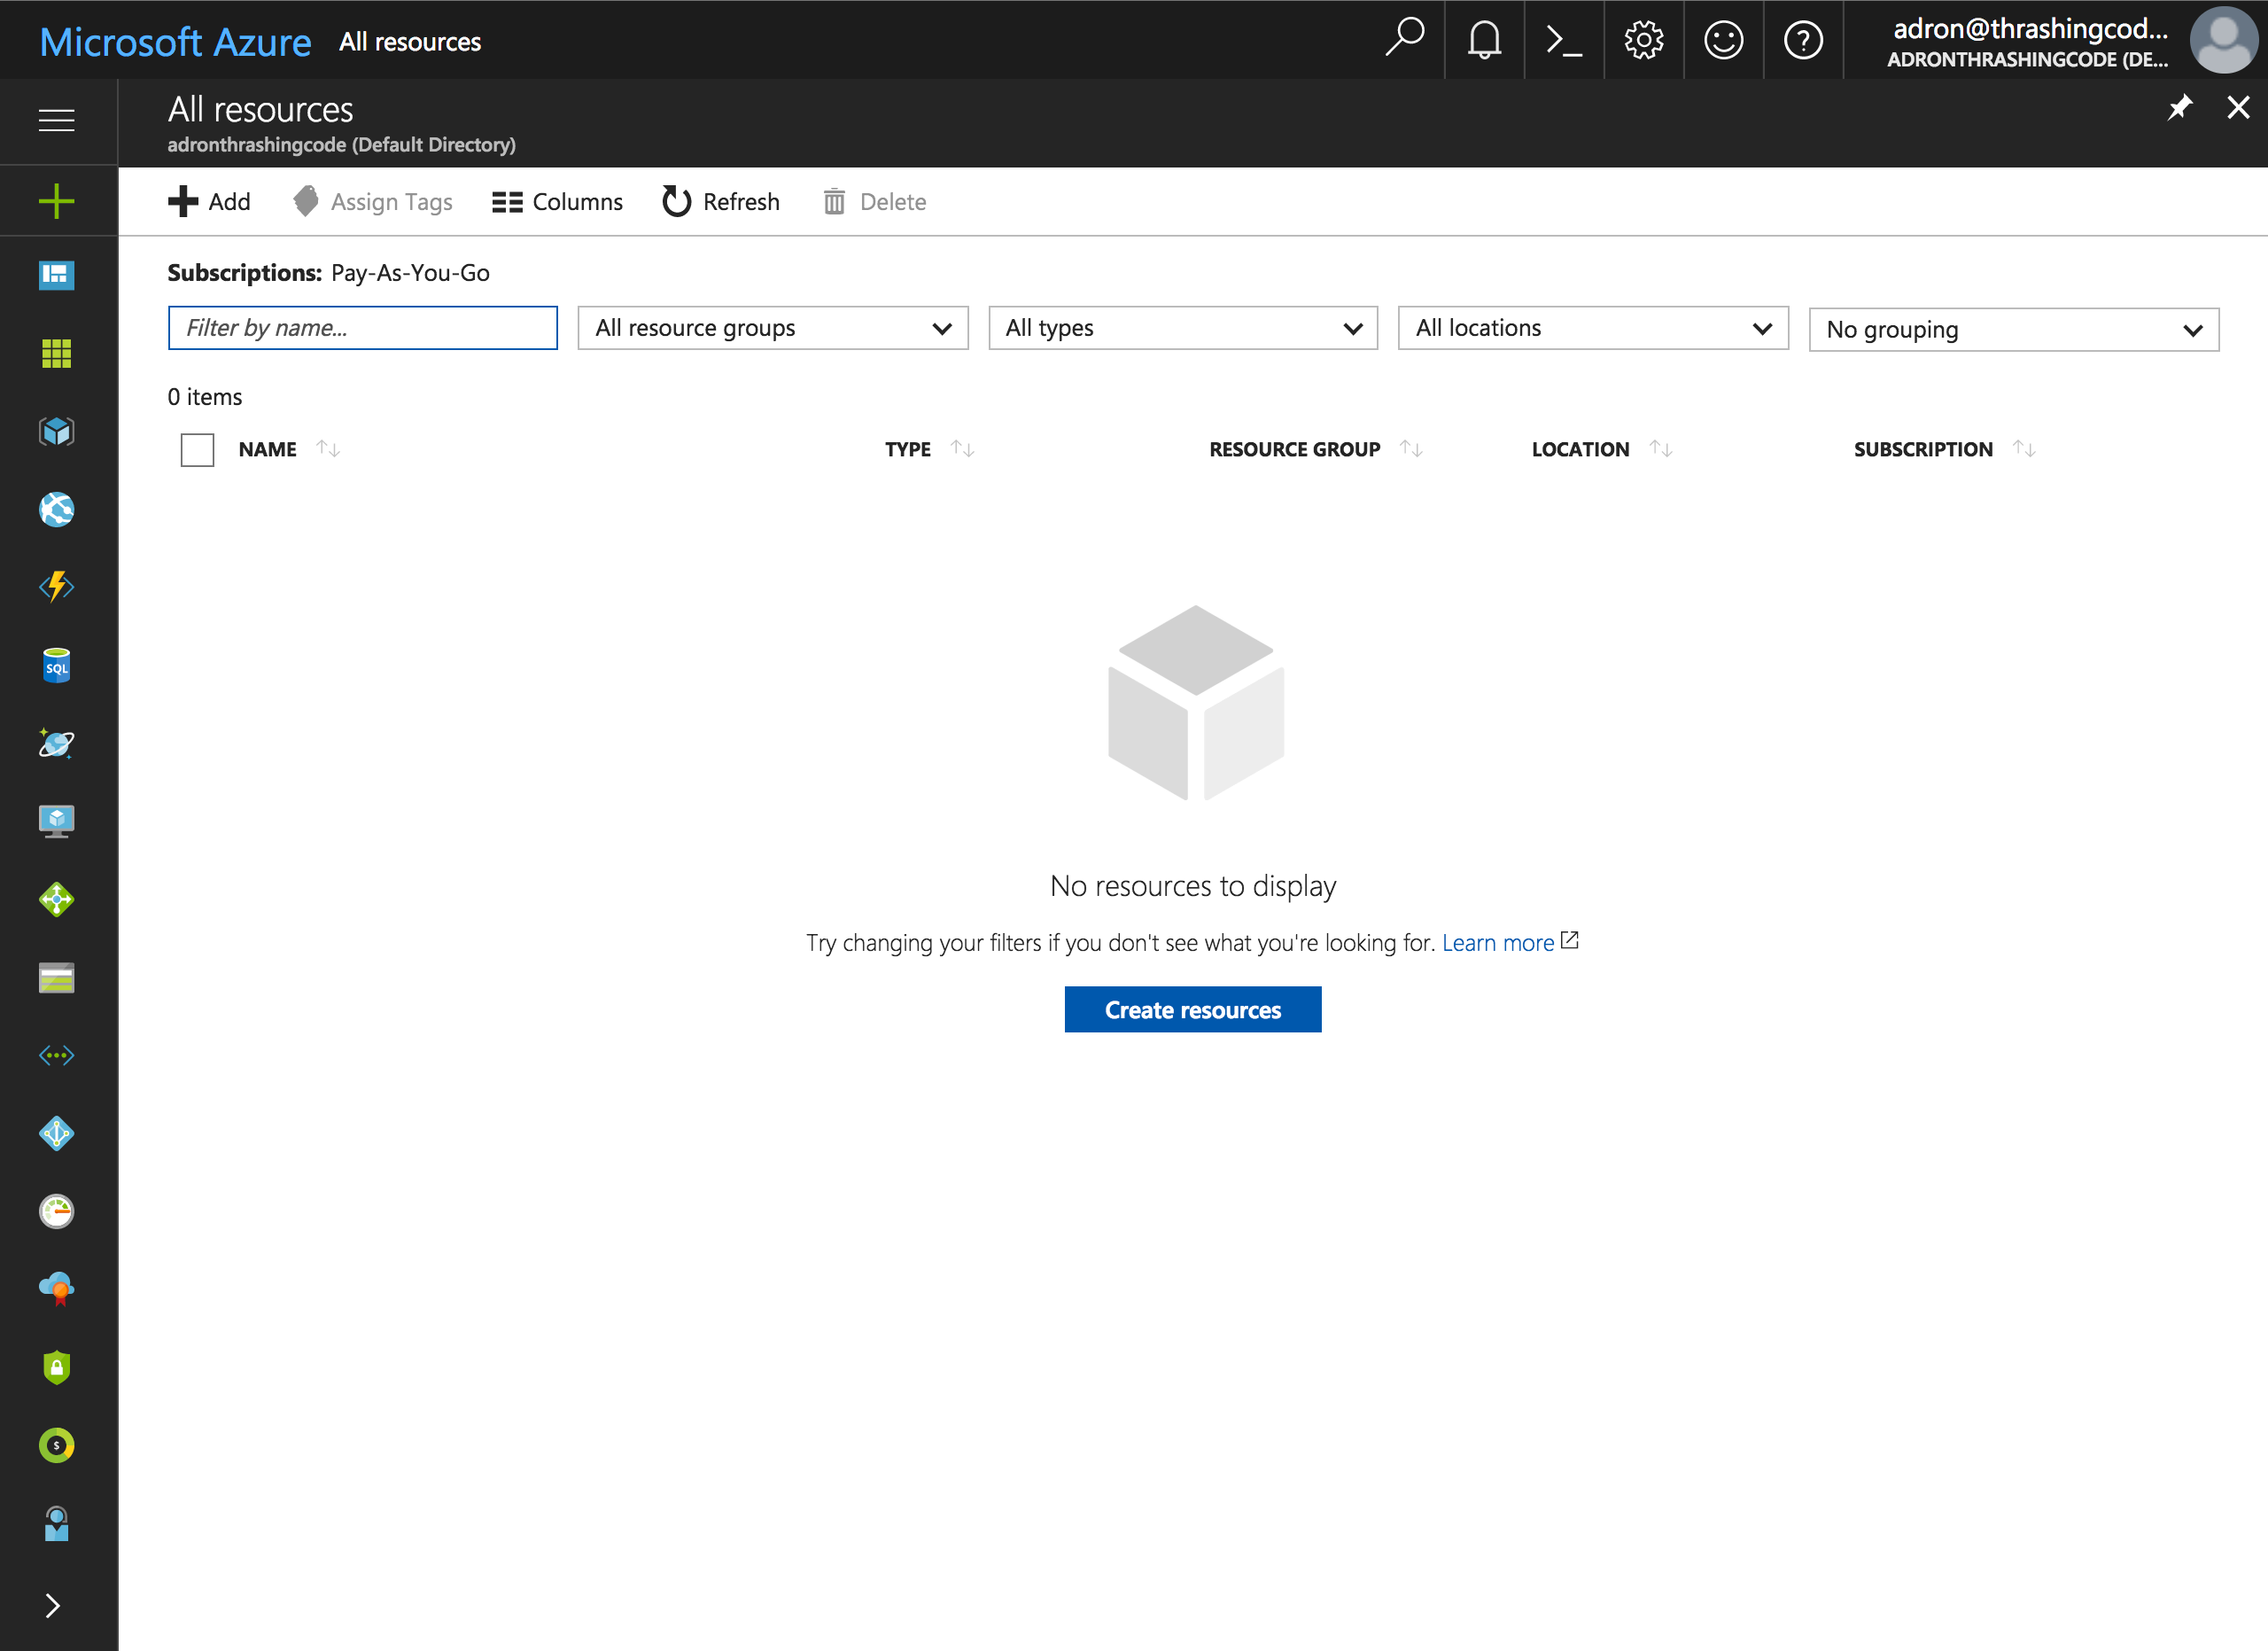 Microsoft Azure All resources
adron@thrashingcod...
ADRONTHRASHINGCODE (DE...
All resources
adronthrashingcode (Default Directory)
Add Assign Tags Columns Refresh Delete
Subscriptions: Pay-As-You-Go
Filter by name... All resource groups All types All locations No grouping
0 items
NAME TYPE RESOURCE GROUP LOCATION SUBSCRIPTION
SQL
No resources to display
Try changing your filters if you don't see what you're looking for. Learn more
Create resources
$